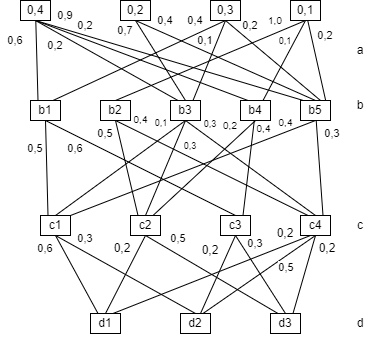 0,4 0,2 0,3 0,1
0,9 0,2 0,4 0,4 0,2 1,0
0,6 0,2 0,7 0,1 0,1 0,2
a
b1 b2 b3 b4 b5 b
0,4 0,1 0,3 0,2 0,4 0,4 0,3
0,5 0,6 0,5 0,3
c1 c2 c3 c4 c
0,6 0,3 0,2 0,5 0,2 0,3 0,2 0,2
0,5
d1 d2 d3 d